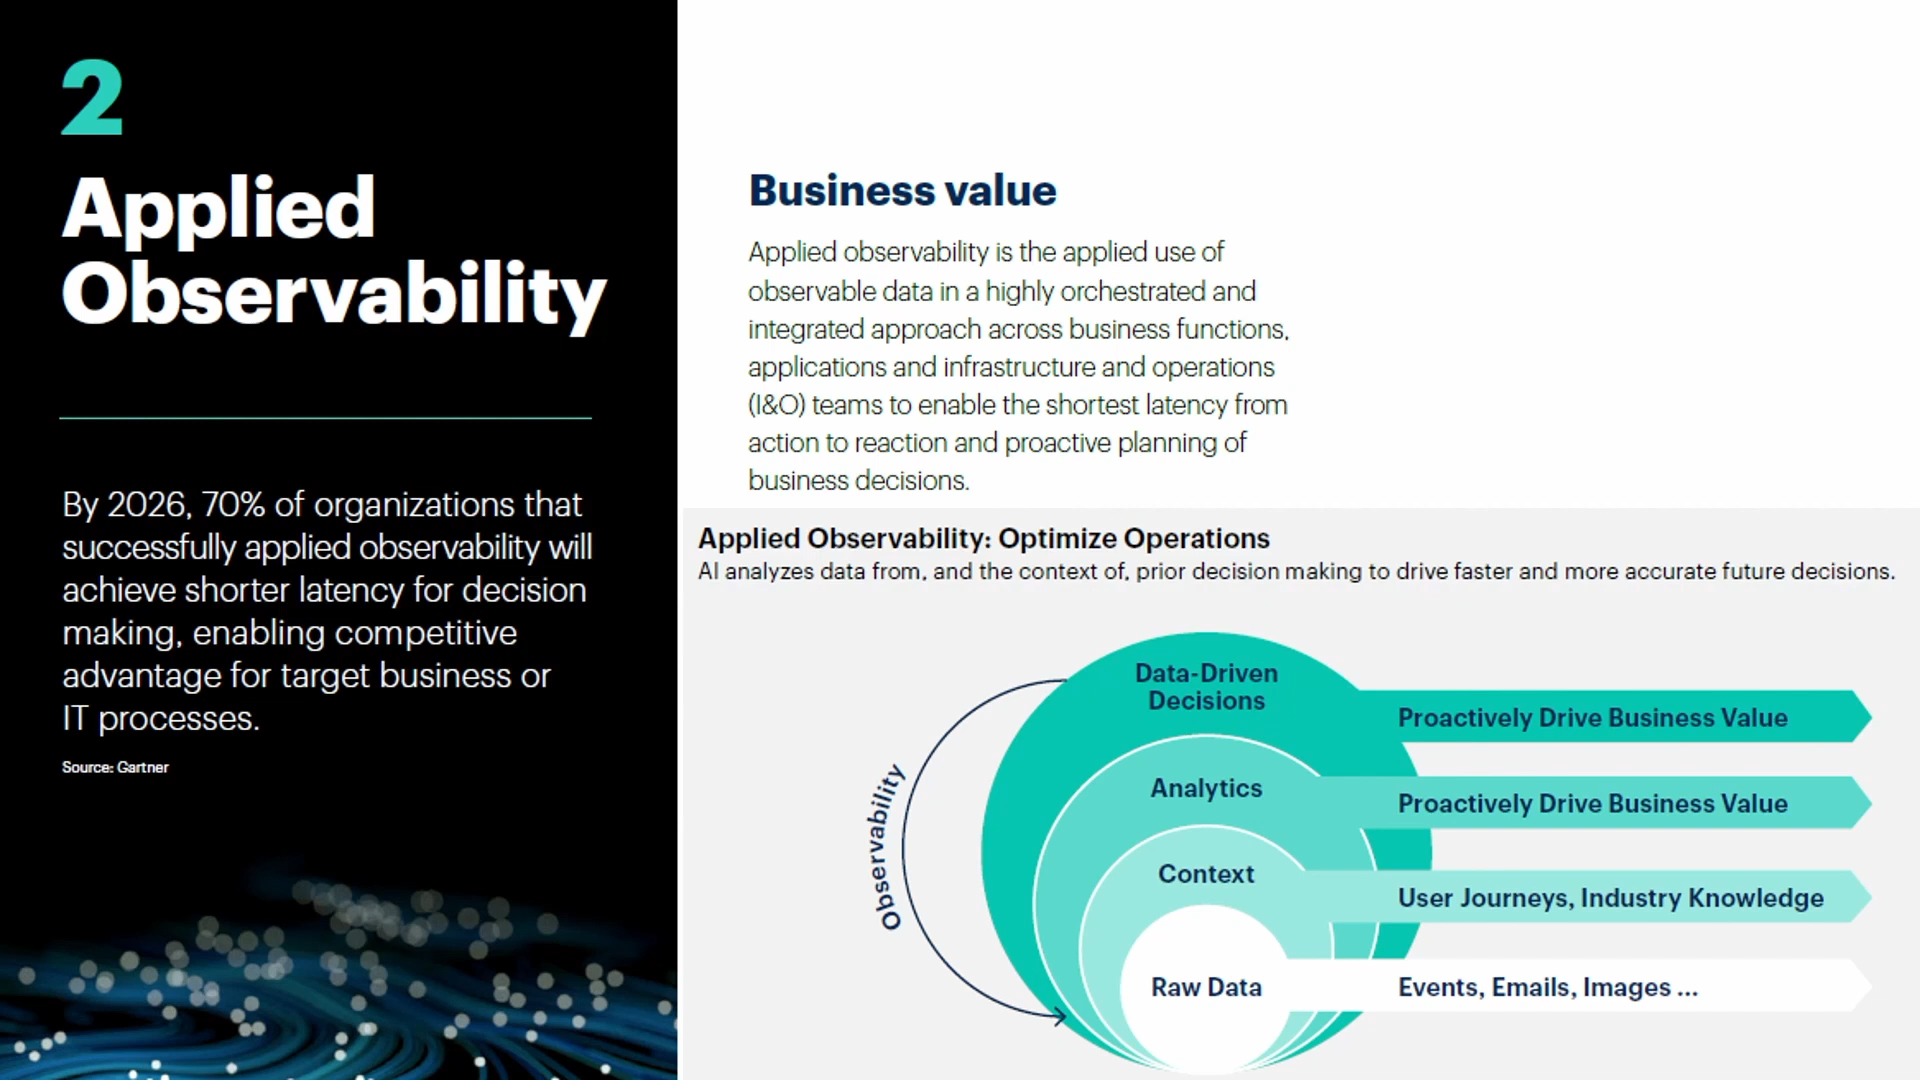 2
Applied
Observability
By 2026, 70% of organizations that
successfully applied observability will
achieve shorter latency for decision
making, enabling competitive
advantage for target business or
IT processes.
Source: Gartner
Business value
Applied observability is the applied use of
observable data in a highly orchestrated and
integrated approach across business functions,
applications and infrastructure and operations
(I&O) teams to enable the shortest latency from
action to reaction and proactive planning of
business decisions.
Applied Observability: Optimize Operations
AI analyzes data from, and the context of, prior decision making to drive faster and more accurate future decisions.
Observability
Data-Driven
Decisions
Proactively Drive Business Value
Analytics
Proactively Drive Business Value
Context
User Journeys, Industry Knowledge
Raw Data
Events, Emails, Images ...